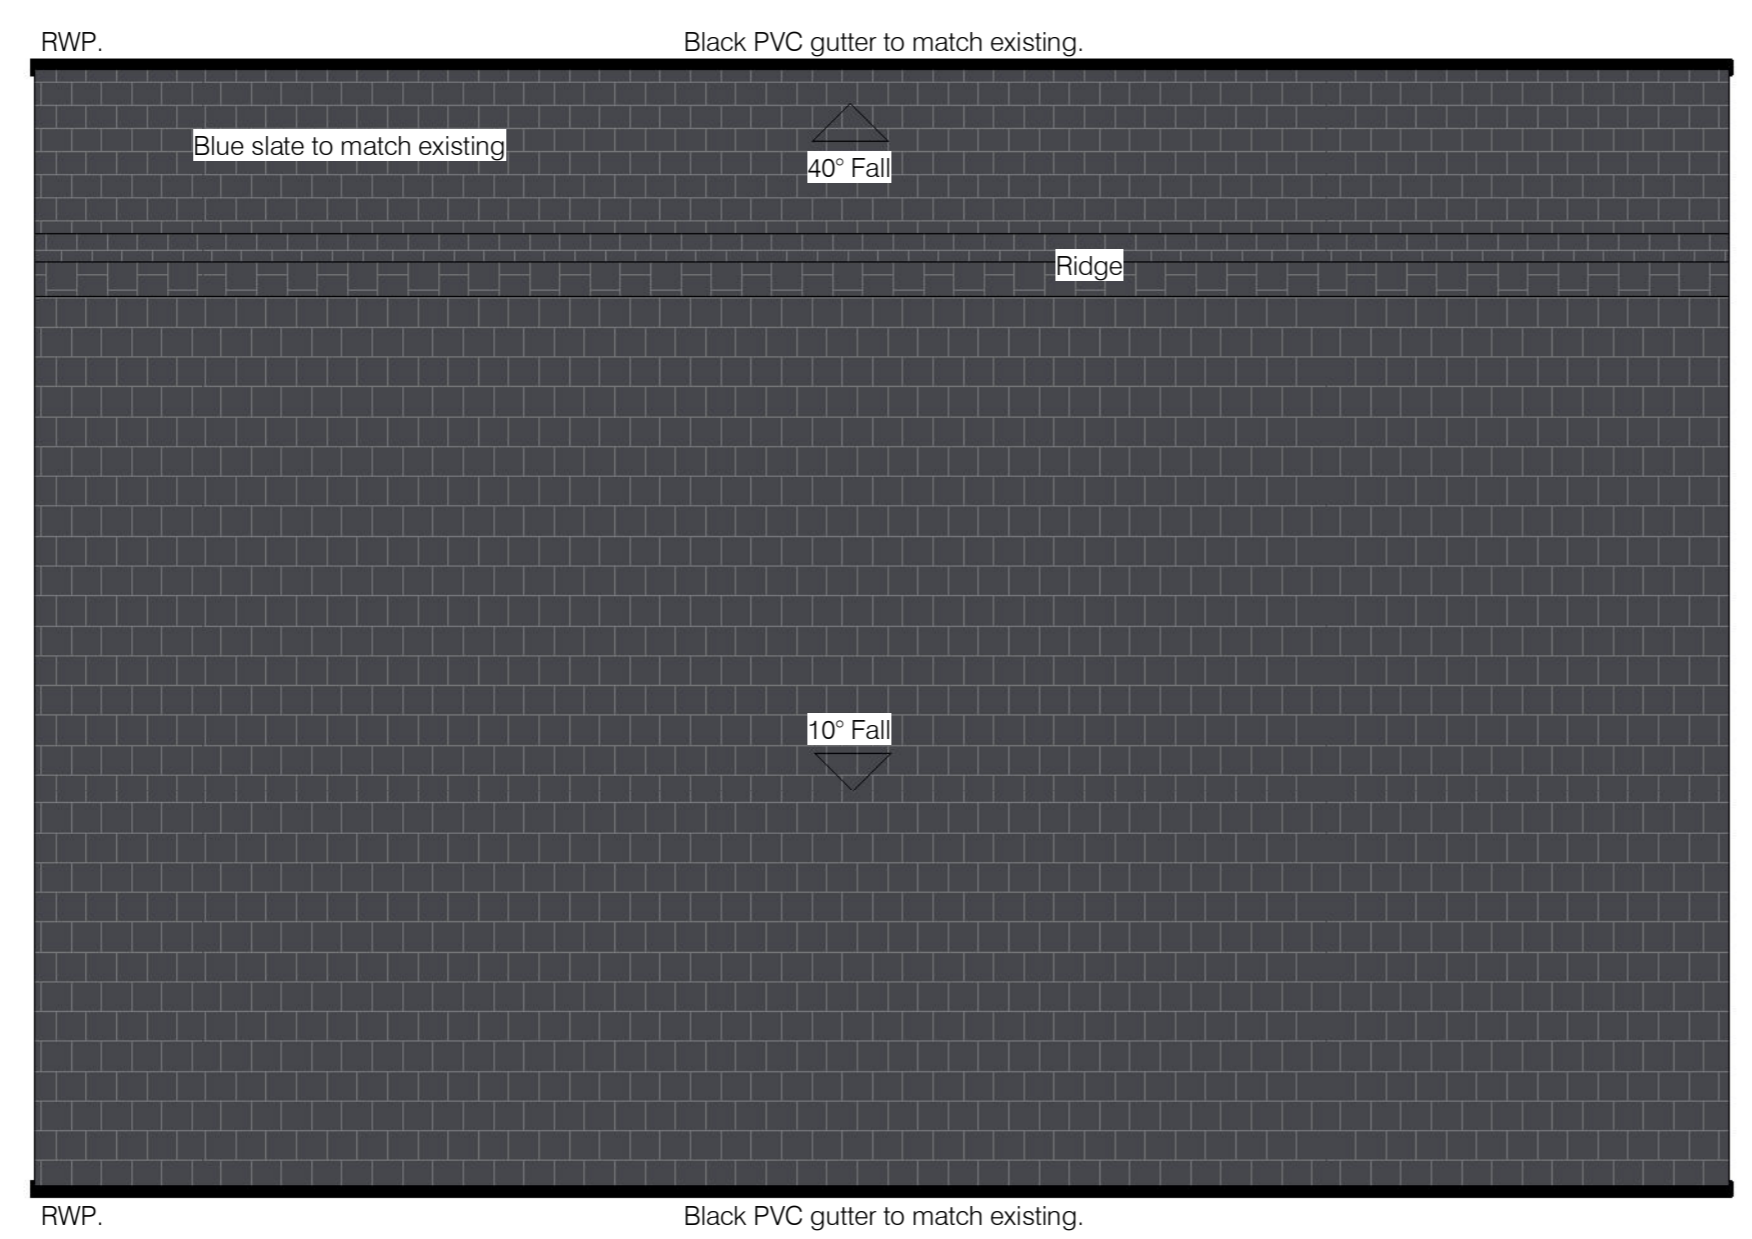 RWP.
Black PVC gutter to match existing.
Blue slate to match existing
40° Fall
Ridge
10° Fall
RWP.
Black PVC gutter to match existing.